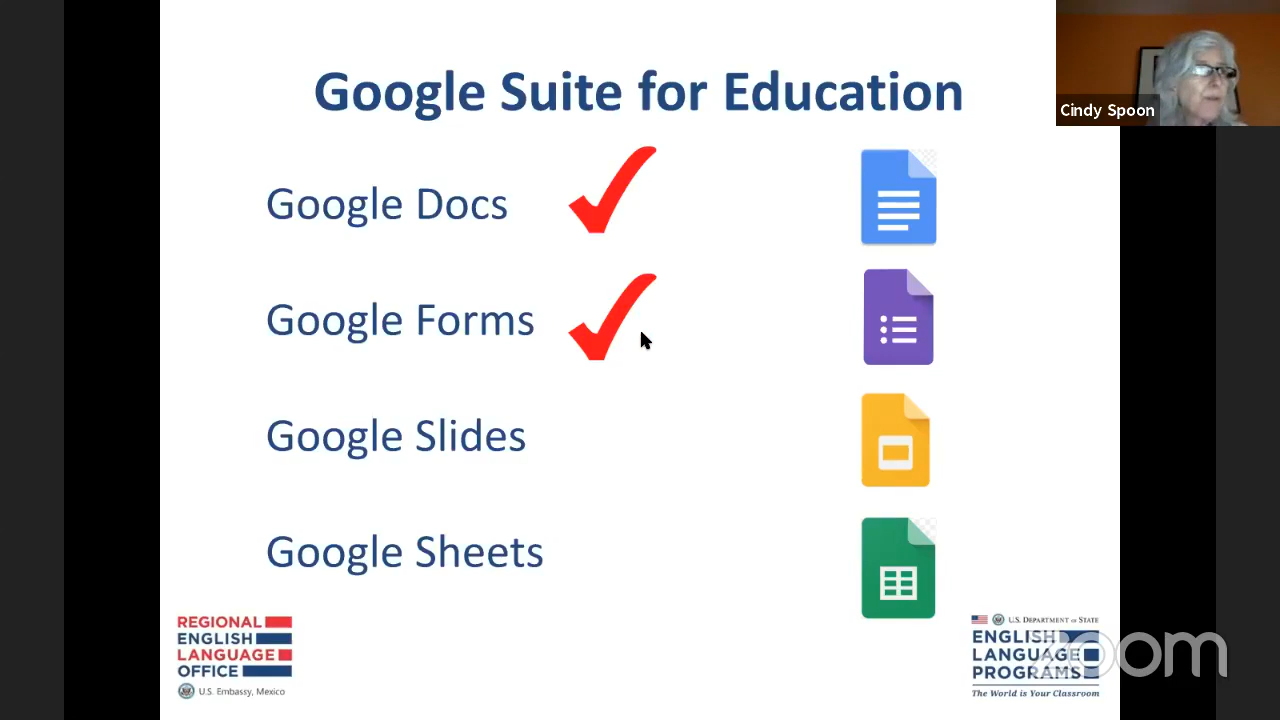 Google Suite for Education
Cindy Spoon
Google Docs
Google Forms
Google Slides
Google Sheets
REGIONAL
ENGLISH
LANGUAGE
OFFICE
U.S. Embassy, Mexico
U.S. DEPARTMENT OF STATE
ENGLISH
LANGUAGE
PROGRAMS
The World is Your Classroom
zoom